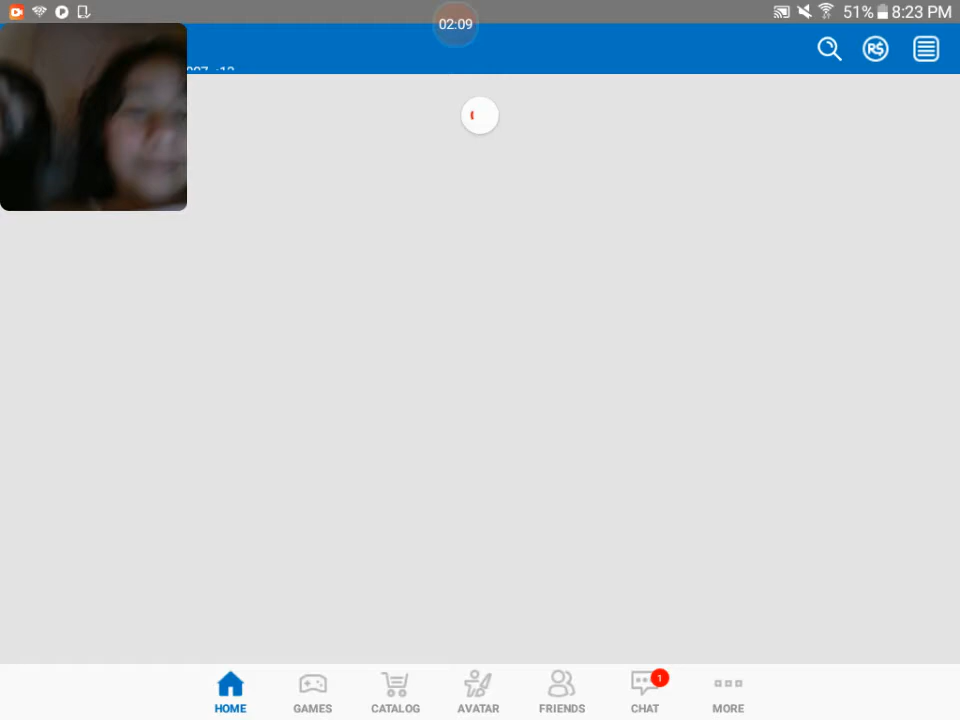 02:09
51% 8:23 PM
R$
HOME GAMES CATALOG AVATAR FRIENDS CHAT 1 MORE